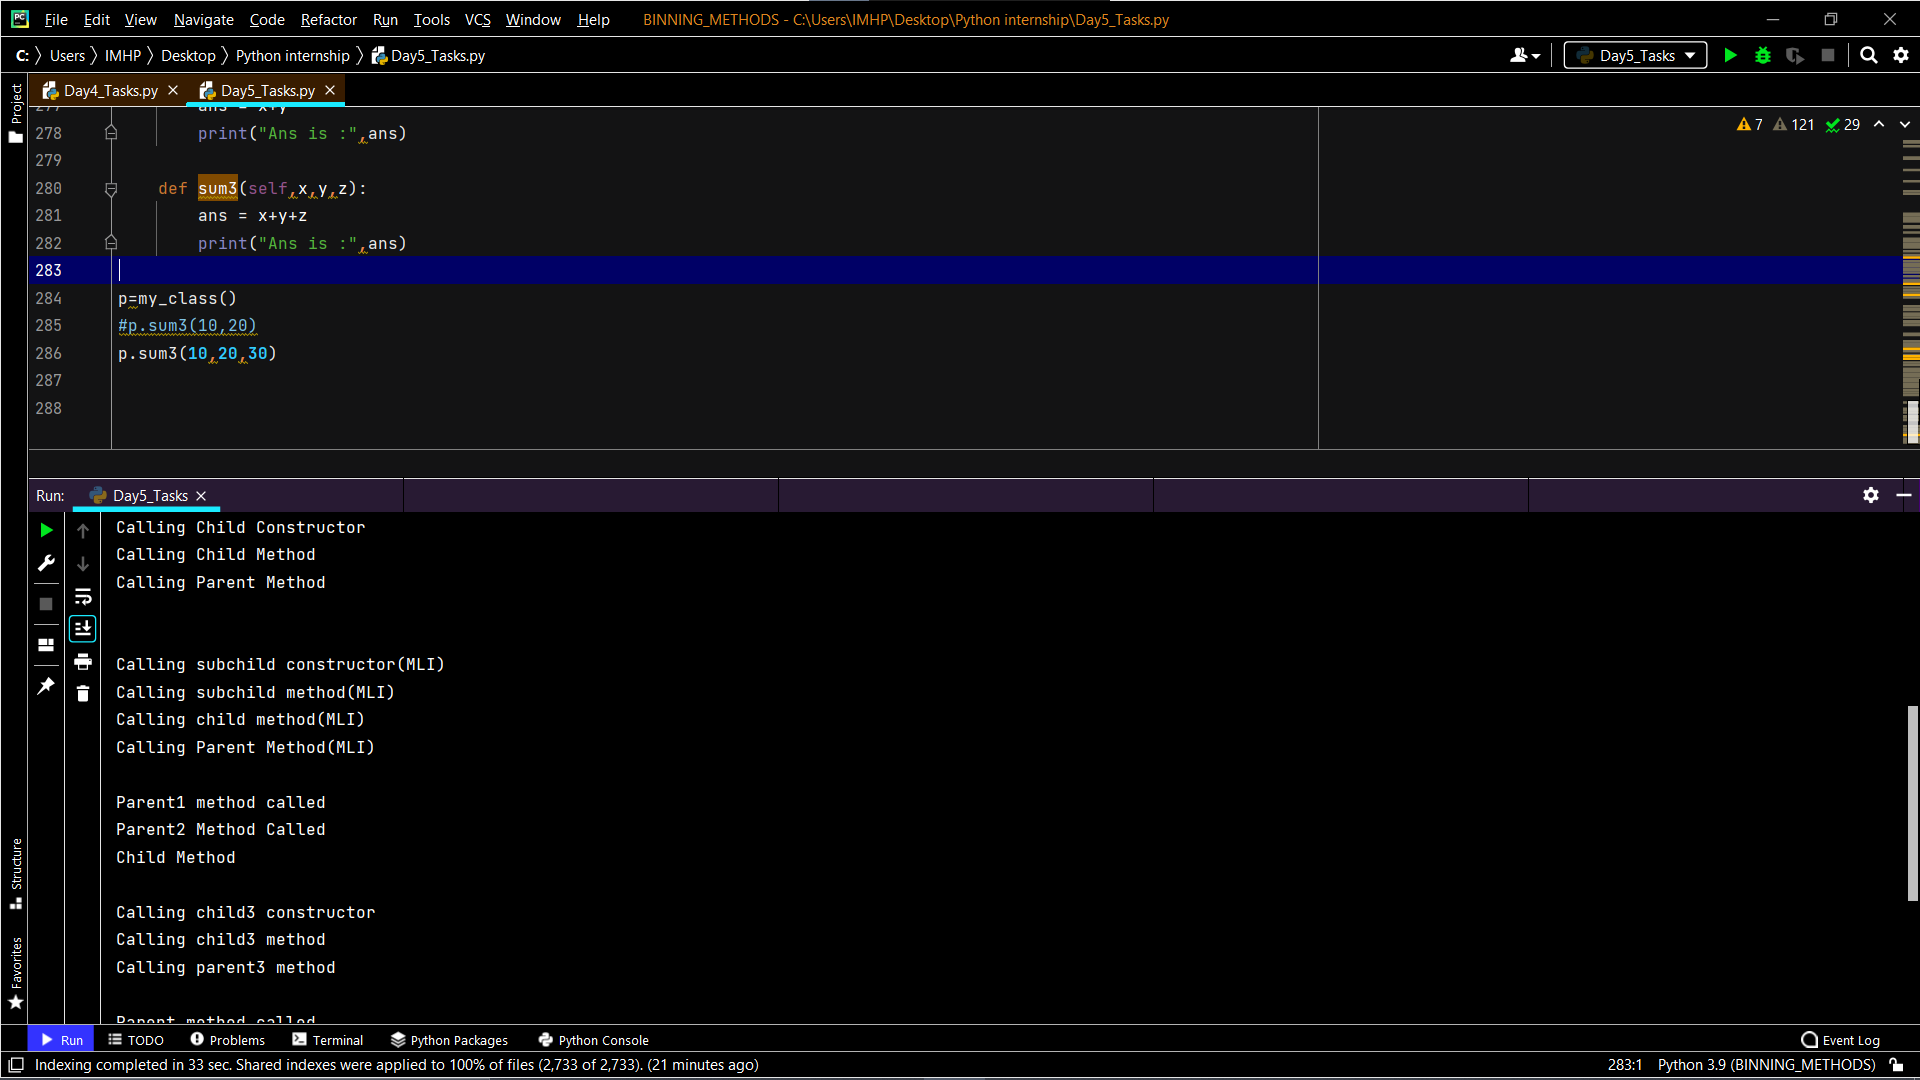 File Edit View Navigate Code Refactor Run Tools VCS Window Help BINNING_METHODS - C:\Users\IMHP\Desktop\Python internship\Day5_Tasks.py
C: Users IMHP Desktop Python internship Day5_Tasks.py Day5_Tasks
Project
Day4_Tasks.py Day5_Tasks.py
7 121 29
277 ans = x+y
278 print("Ans is :",ans)
279
280 def sum3(self,x,y,z):
281 ans = x+y+z
282 print("Ans is :",ans)
283
284 p=my_class()
285 #p.sum3(10,20)
286 p.sum3(10,20,30)
287
288
Run: Day5_Tasks
Calling Child Constructor
Calling Child Method
Calling Parent Method
Calling subchild constructor(MLI)
Calling subchild method(MLI)
Calling child method(MLI)
Calling Parent Method(MLI)
Parent1 method called
Parent2 Method Called
Child Method
Calling child3 constructor
Calling child3 method
Calling parent3 method
Parent method called
Structure
Favorites
Run TODO Problems Terminal Python Packages Python Console Event Log
Indexing completed in 33 sec. Shared indexes were applied to 100% of files (2,733 of 2,733). (21 minutes ago) 283:1 Python 3.9 (BINNING_METHODS)